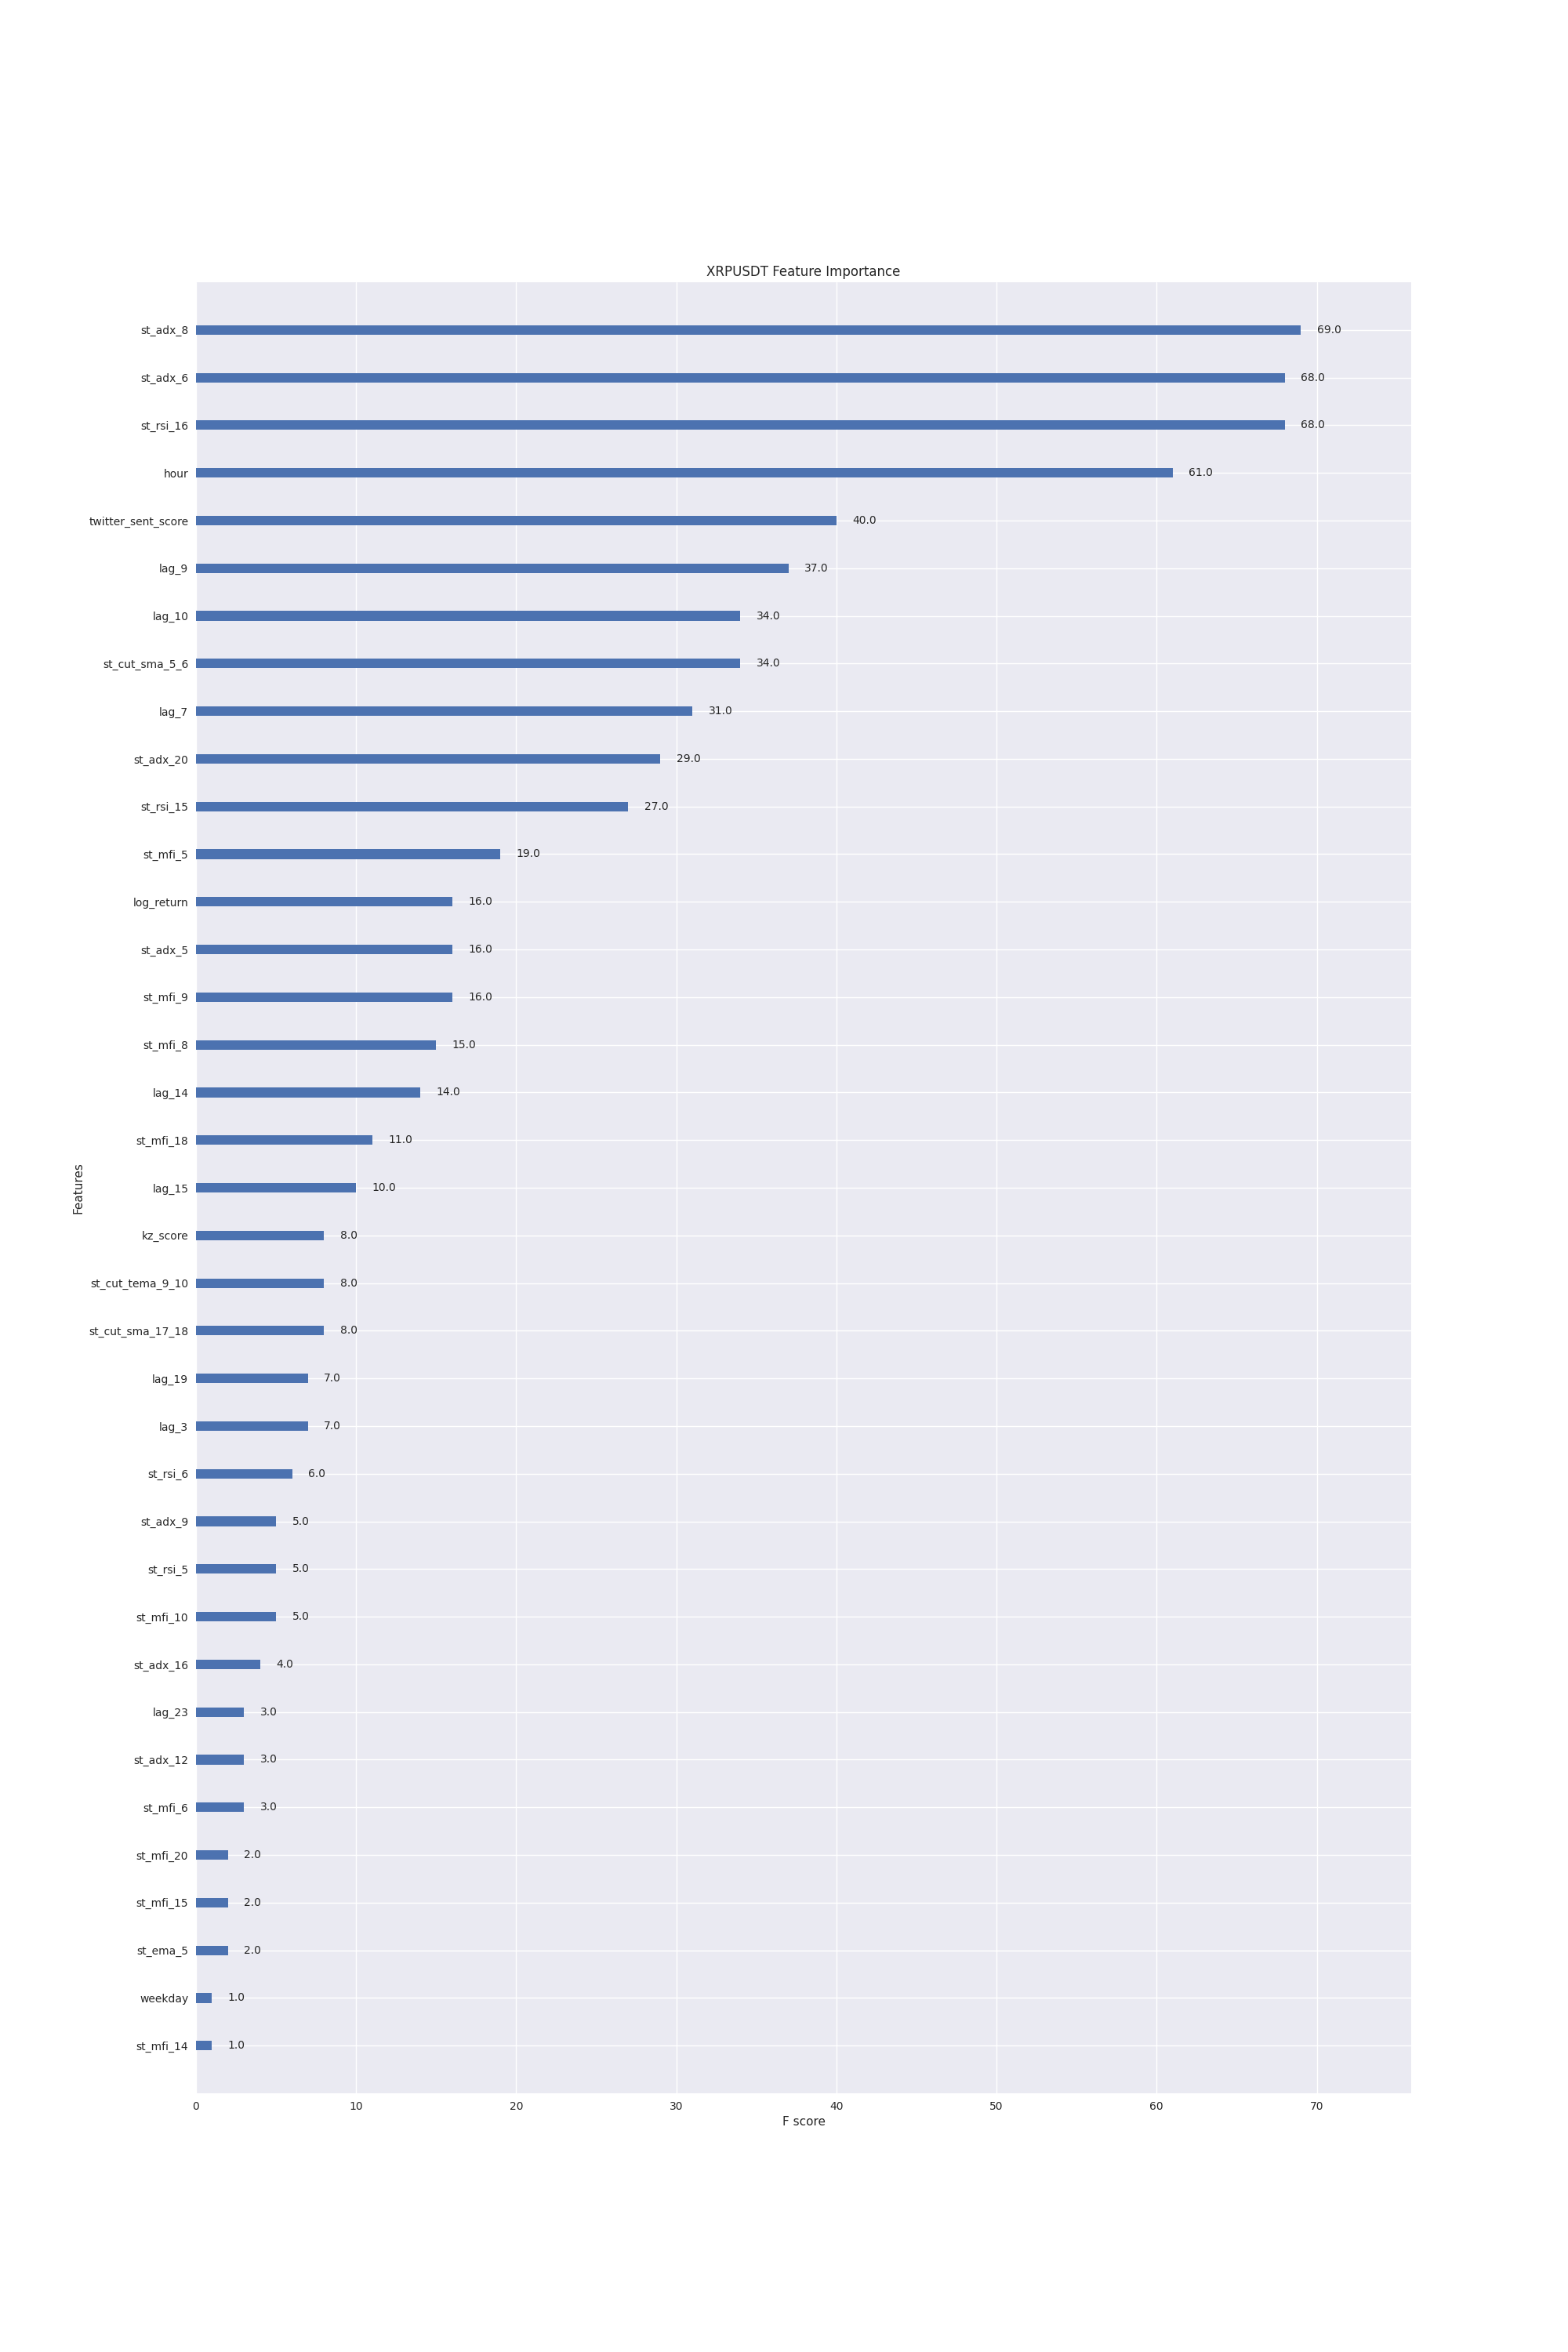 XRPUSDT Feature Importance
st_adx_8 69.0
st_adx_6 68.0
st_rsi_16 68.0
hour 61.0
twitter_sent_score 40.0
lag_9 37.0
lag_10 34.0
st_cut_sma_5_6 34.0
lag_7 31.0
st_adx_20 29.0
st_rsi_15 27.0
st_mfi_5 19.0
log_return 16.0
st_adx_5 16.0
st_mfi_9 16.0
st_mfi_8 15.0
lag_14 14.0
st_mfi_18 11.0
Features
lag_15 10.0
kz_score 8.0
st_cut_tema_9_10 8.0
st_cut_sma_17_18 8.0
lag_19 7.0
lag_3 7.0
st_rsi_6 6.0
st_adx_9 5.0
st_rsi_5 5.0
st_mfi_10 5.0
st_adx_16 4.0
lag_23 3.0
st_adx_12 3.0
st_mfi_6 3.0
st_mfi_20 2.0
st_mfi_15 2.0
st_ema_5 2.0
weekday 1.0
st_mfi_14 1.0
0 10 20 30 40 50 60 70
F score